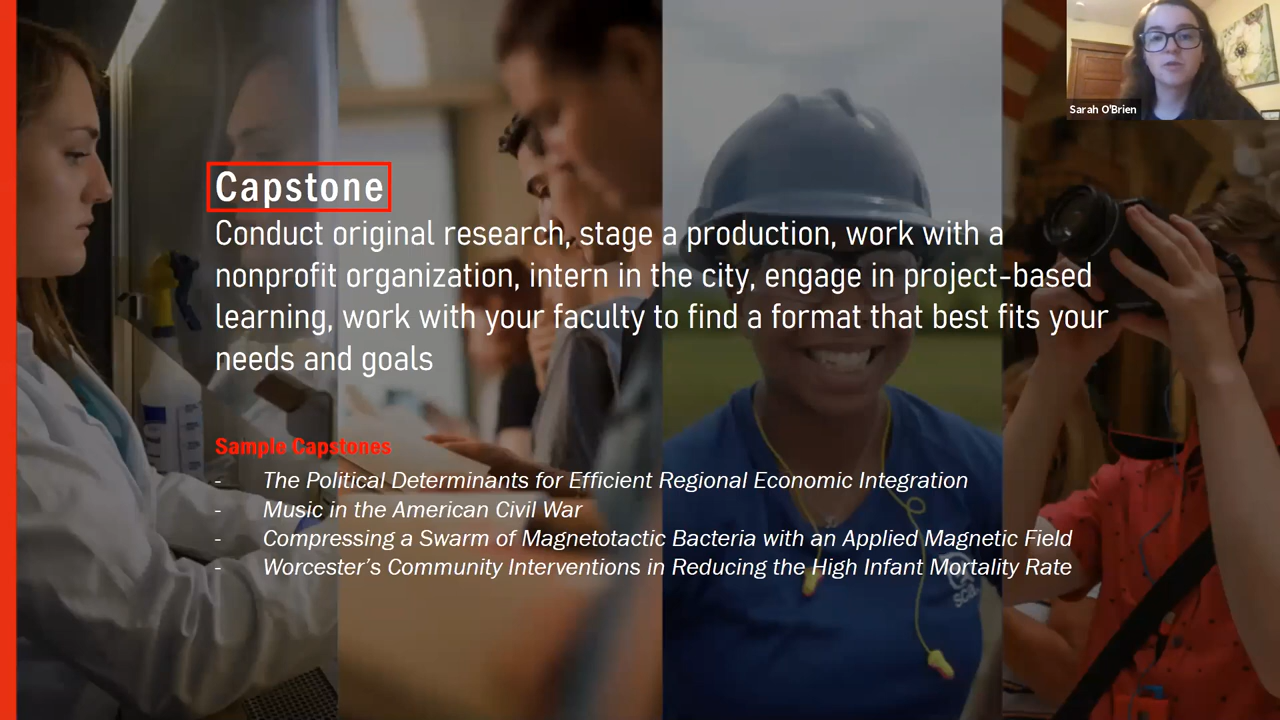 Sarah O'Brien
Capstone
Conduct original research, stage a production, work with a
nonprofit organization, intern in the city, engage in project-based
learning, work with your faculty to find a format that best fits your
needs and goals
Sample Capstones
- The Political Determinants for Efficient Regional Economic Integration
- Music in the American Civil War
- Compressing a Swarm of Magnetotactic Bacteria with an Applied Magnetic Field
- Worcester’s Community Interventions in Reducing the High Infant Mortality Rate